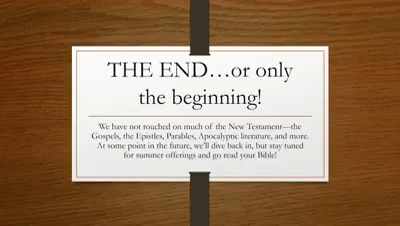 THE END…or only
the beginning!
We have not touched on much of the New Testament—the
Gospels, the Epistles, Parables, Apocalyptic literature, and more.
At some point in the future, we'll dive back in, but stay tuned
for summer offerings and go read your Bible!